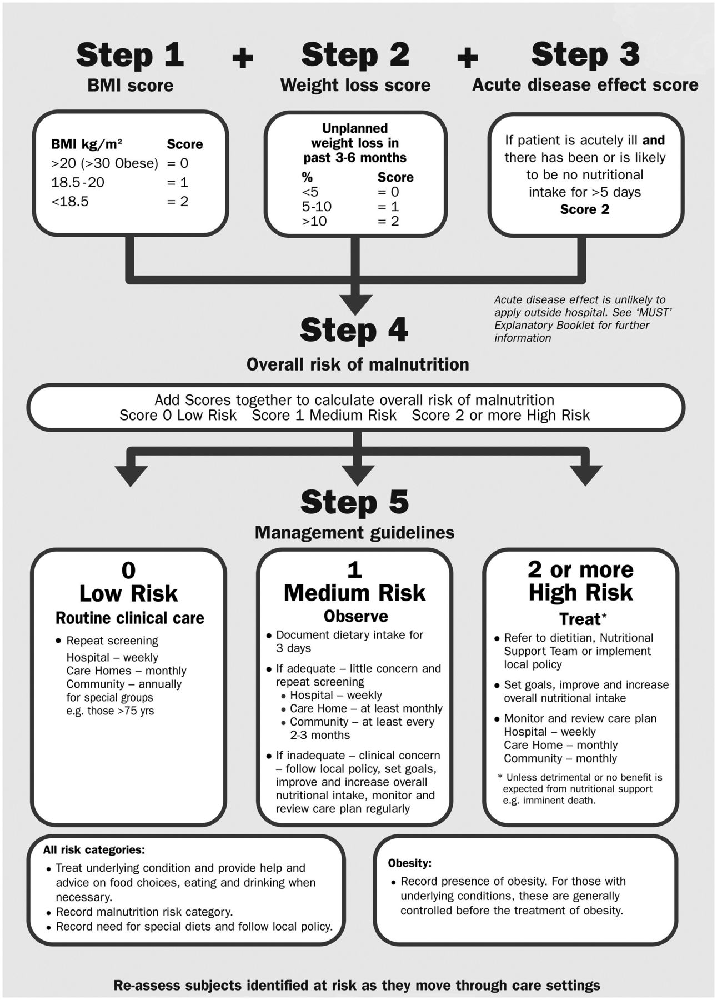 Step 1 + Step 2 + Step 3
BMI score
Weight loss score
Acute disease effect score
BMI kg/m² Score
>20 (>30 Obese) = 0
18.5-20 = 1
<18.5 = 2
Unplanned
weight loss in
past 3-6 months
% Score
<5 = 0
5-10 = 1
>10 = 2
If patient is acutely ill and
there has been or is likely
to be no nutritional
intake for >5 days
Score 2
Acute disease effect is unlikely to
apply outside hospital. See ‘MUST’
Explanatory Booklet for further
information
Step 4
Overall risk of malnutrition
Add Scores together to calculate overall risk of malnutrition
Score 0 Low Risk Score 1 Medium Risk Score 2 or more High Risk
Step 5
Management guidelines
0
Low Risk
Routine clinical care
• Repeat screening
Hospital – weekly
Care Homes – monthly
Community – annually
for special groups
e.g. those >75 yrs
1
Medium Risk
Observe
• Document dietary intake for
3 days
• If adequate – little concern and
repeat screening
• Hospital – weekly
• Care Home – at least monthly
• Community – at least every
2-3 months
• If inadequate – clinical concern
– follow local policy, set goals,
improve and increase overall
nutritional intake, monitor and
review care plan regularly
2 or more
High Risk
Treat*
• Refer to dietitian, Nutritional
Support Team or implement
local policy
• Set goals, improve and increase
overall nutritional intake
• Monitor and review care plan
Hospital – weekly
Care Home – monthly
Community – monthly
* Unless detrimental or no benefit is
expected from nutritional support
e.g. imminent death.
All risk categories:
• Treat underlying condition and provide help and
advice on food choices, eating and drinking when
necessary.
• Record malnutrition risk category.
• Record need for special diets and follow local policy.
Obesity:
• Record presence of obesity. For those with
underlying conditions, these are generally
controlled before the treatment of obesity.
Re-assess subjects identified at risk as they move through care settings